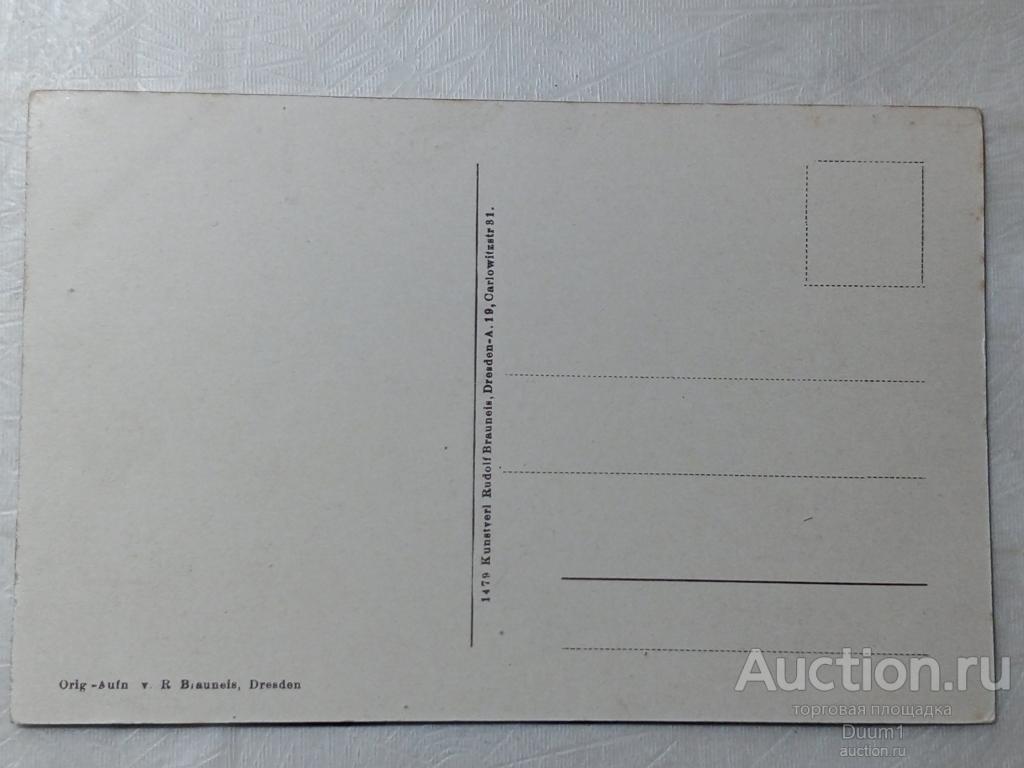 1479 Kunstverl Rudolf Brauneis, Dresden-A. 19, Carlowitzstr 31.
Orig-Aufn v. R Brauneis, Dresden
Auction.ru
торговая площадка
Duum1
auction.ru